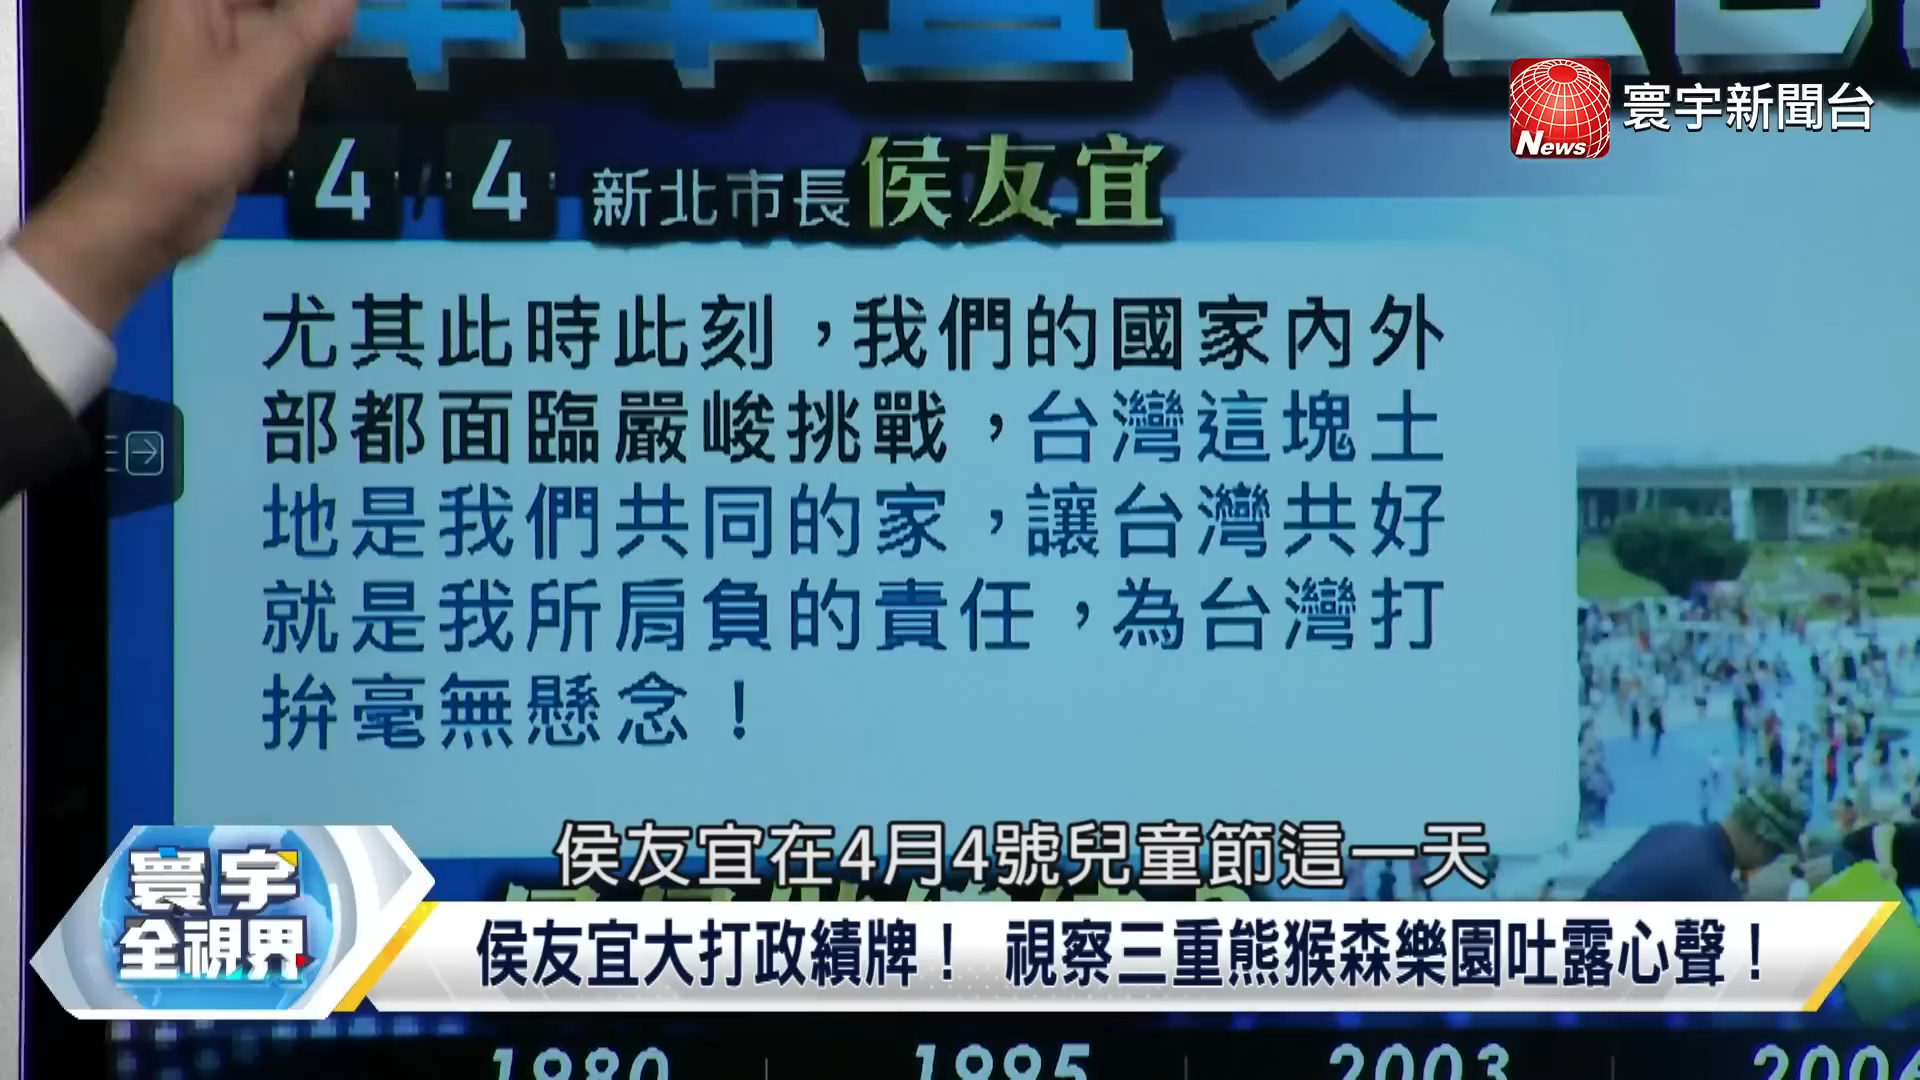 寰宇新聞台
News
4/4 新北市長侯友宜
尤其此時此刻，我們的國家內外
部都面臨嚴峻挑戰，台灣這塊土
地是我們共同的家，讓台灣共好
就是我所肩負的責任，為台灣打
拚毫無懸念！
侯友宜在4月4號兒童節這一天
寰宇
全視界
侯友宜大打政績牌！ 視察三重熊猴森樂園吐露心聲！
1980 1995 2003